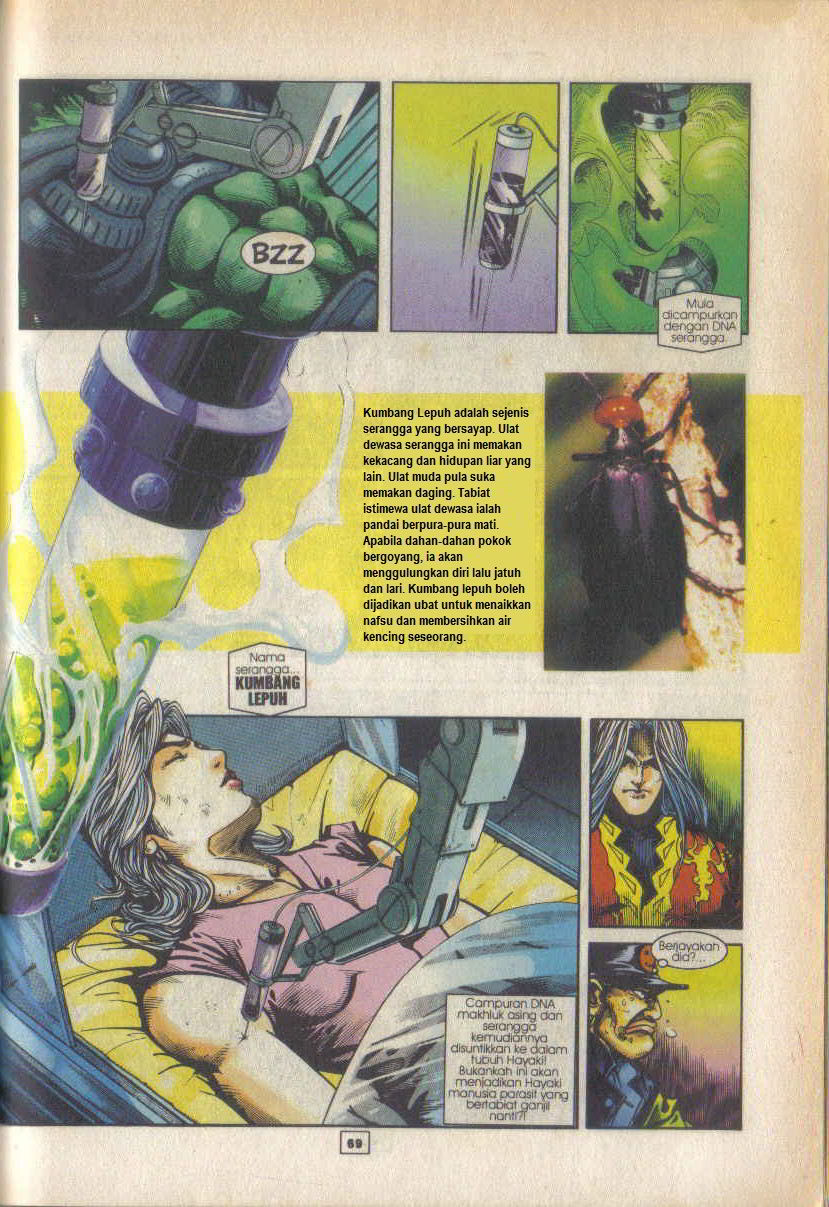 BZZ
Mula
dicampurkan
dengan DNA
serangga.
Kumbang Lepuh adalah sejenis
serangga yang bersayap. Ulat
dewasa serangga ini memakan
kekacang dan hidupan liar yang
lain. Ulat muda pula suka
memakan daging. Tabiat
istimewa ulat dewasa ialah
pandai berpura-pura mati.
Apabila dahan-dahan pokok
bergoyang, ia akan
menggulungkan diri lalu jatuh
dan lari. Kumbang lepuh boleh
dijadikan ubat untuk menaikkan
nafsu dan membersihkan air
kencing seseorang.
Nama
serangga...
KUMBANG
LEPUH
Campuran DNA
makhluk asing dan
serangga
kemudiannya
disuntikkan ke dalam
tubuh Hayaki!
Bukankah ini akan
menjadikan Hayaki
manusia parasit yang
bertabiat ganjil
nanti?!
Berjayakah
dia?...
69